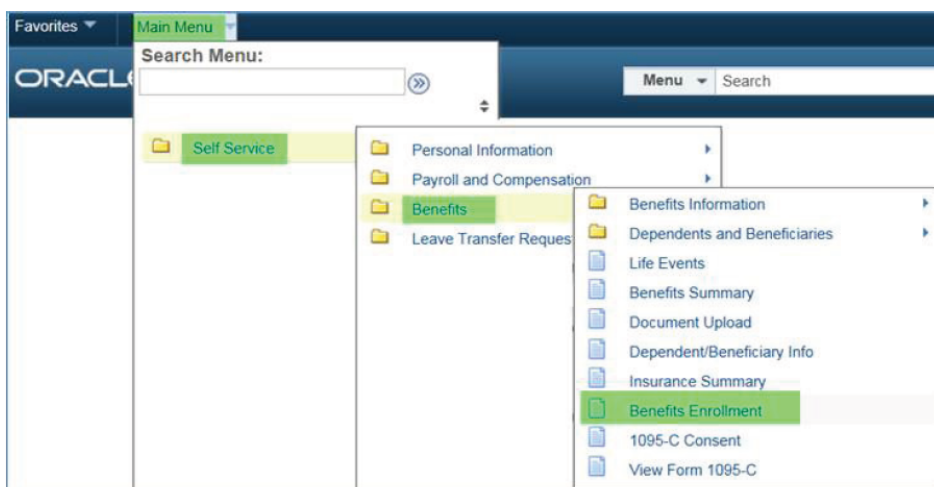 Favorites Main Menu
Search Menu:
ORACL
Menu Search
Self Service
Personal Information
Payroll and Compensation
Benefits
Leave Transfer Reques
Benefits Information
Dependents and Beneficiaries
Life Events
Benefits Summary
Document Upload
Dependent/Beneficiary Info
Insurance Summary
Benefits Enrollment
1095-C Consent
View Form 1095-C